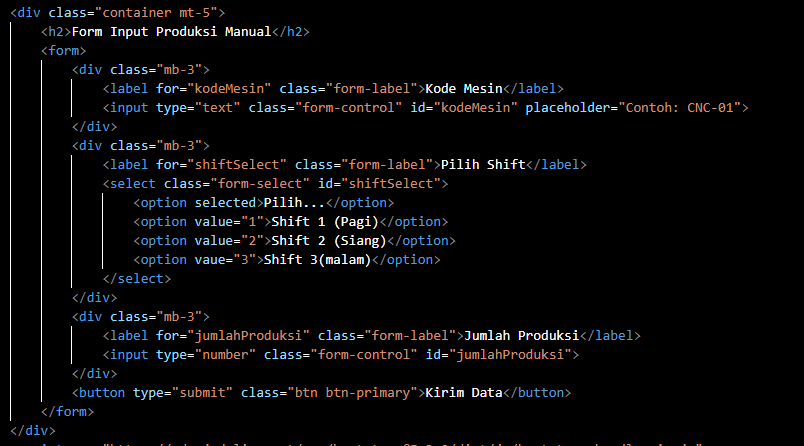 <div class="container mt-5">
<h2>Form Input Produksi Manual</h2>
<form>
<div class="mb-3">
<label for="kodeMesin" class="form-label">Kode Mesin</label>
<input type="text" class="form-control" id="kodeMesin" placeholder="Contoh: CNC-01">
</div>
<div class="mb-3">
<label for="shiftSelect" class="form-label">Pilih Shift</label>
<select class="form-select" id="shiftSelect">
<option selected>Pilih...</option>
<option value="1">Shift 1 (Pagi)</option>
<option value="2">Shift 2 (Siang)</option>
<option vaue="3">Shift 3(malam)</option>
</select>
</div>
<div class="mb-3">
<label for="jumlahProduksi" class="form-label">Jumlah Produksi</label>
<input type="number" class="form-control" id="jumlahProduksi">
</div>
<button type="submit" class="btn btn-primary">Kirim Data</button>
</form>
</div>